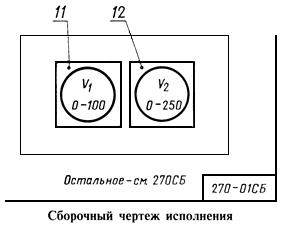 11 12
V1 V2
0-100 0-250
Остальное-см. 270СБ
270-01СБ
Сборочный чертеж исполнения